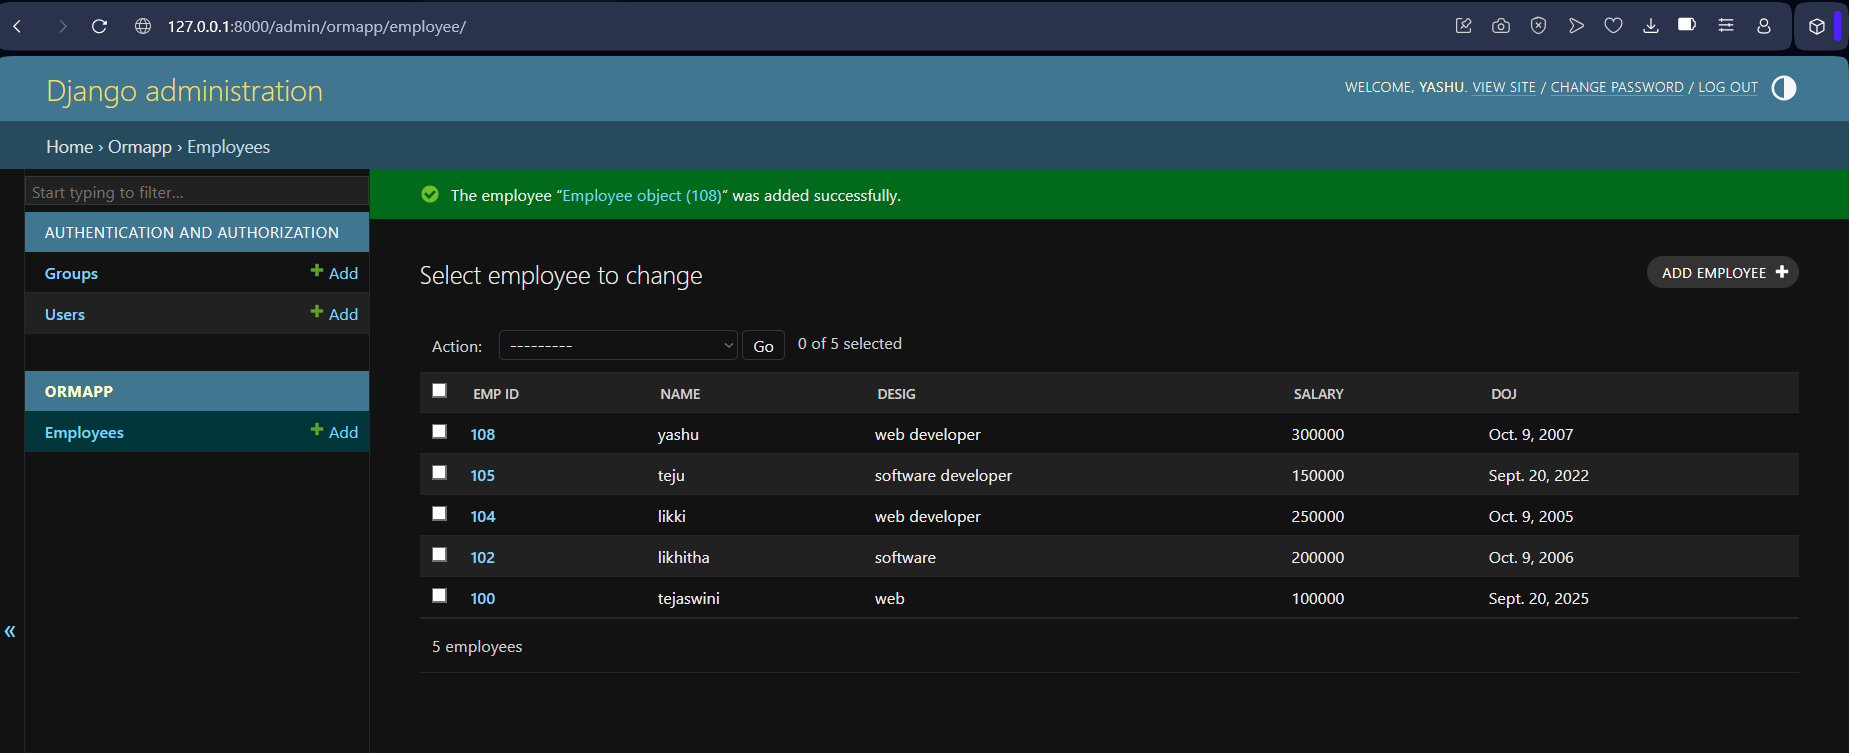 127.0.0.1:8000/admin/ormapp/employee/
Django administration
WELCOME, YASHU. VIEW SITE / CHANGE PASSWORD / LOG OUT
Home › Ormapp › Employees
Start typing to filter...
AUTHENTICATION AND AUTHORIZATION
Groups + Add
Users + Add
ORMAPP
Employees + Add
«
The employee “Employee object (108)” was added successfully.
Select employee to change
ADD EMPLOYEE +
Action: --------- Go 0 of 5 selected
EMP ID NAME DESIG SALARY DOJ
108 yashu web developer 300000 Oct. 9, 2007
105 teju software developer 150000 Sept. 20, 2022
104 likki web developer 250000 Oct. 9, 2005
102 likhitha software 200000 Oct. 9, 2006
100 tejaswini web 100000 Sept. 20, 2025
5 employees